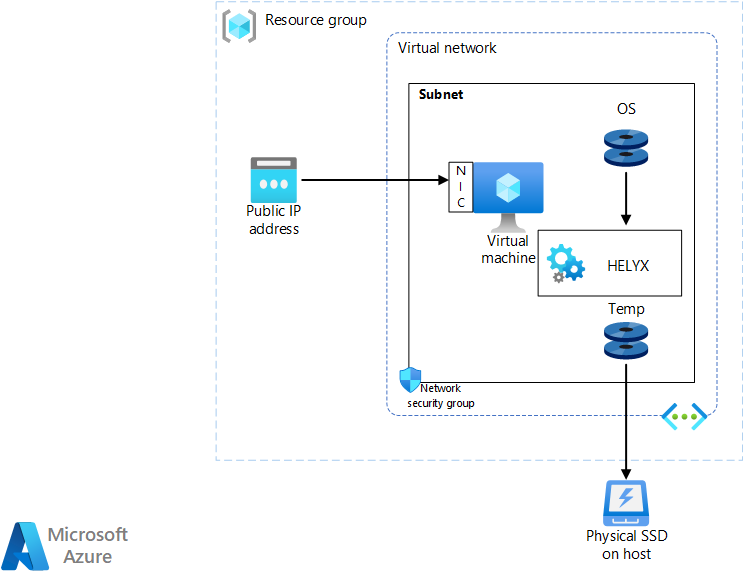 Resource group
Virtual network
Subnet
OS
N
I
C
Public IP
address
Virtual
machine
HELYX
Temp
Network
security group
Physical SSD
on host
Microsoft
Azure